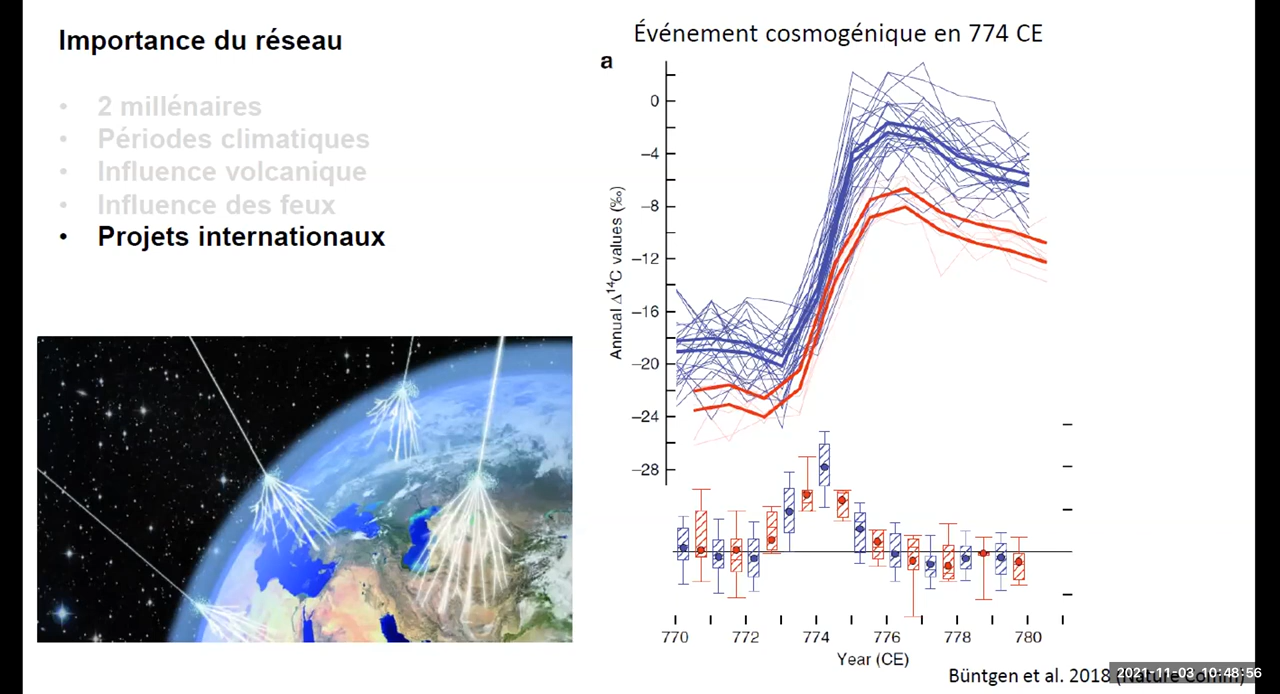 Importance du réseau
• 2 millénaires
• Périodes climatiques
• Influence volcanique
• Influence des feux
• Projets internationaux
Événement cosmogénique en 774 CE
a
Annual Δ¹⁴C values (‰)
0
−4
−8
−12
−16
−20
−24
−28
770 772 774 776 778 780
Year (CE)
Büntgen et al. 2018 (Nature Comm)
2021-11-03 10:48:56